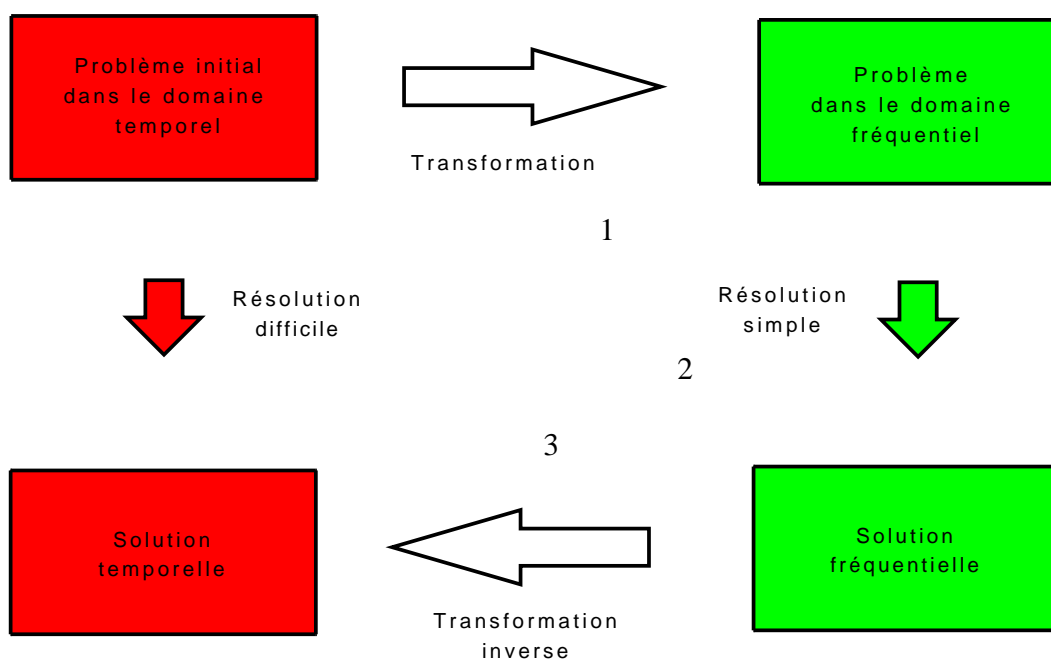 Problème initial
dans le domaine
temporel
Transformation
Problème
dans le domaine
fréquentiel
1
Résolution
difficile
Résolution
simple
2
3
Solution
temporelle
Transformation
inverse
Solution
fréquentielle